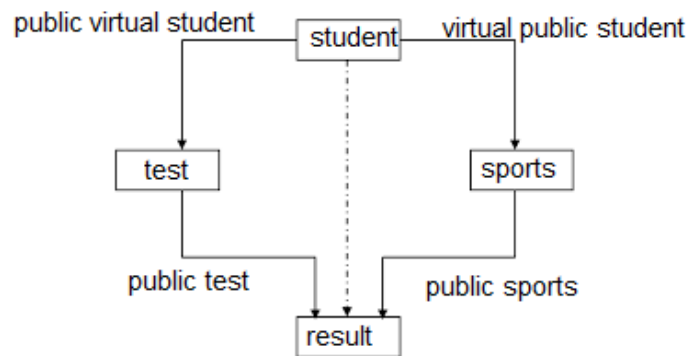 public virtual student
student
virtual public student
test
sports
public test
public sports
result